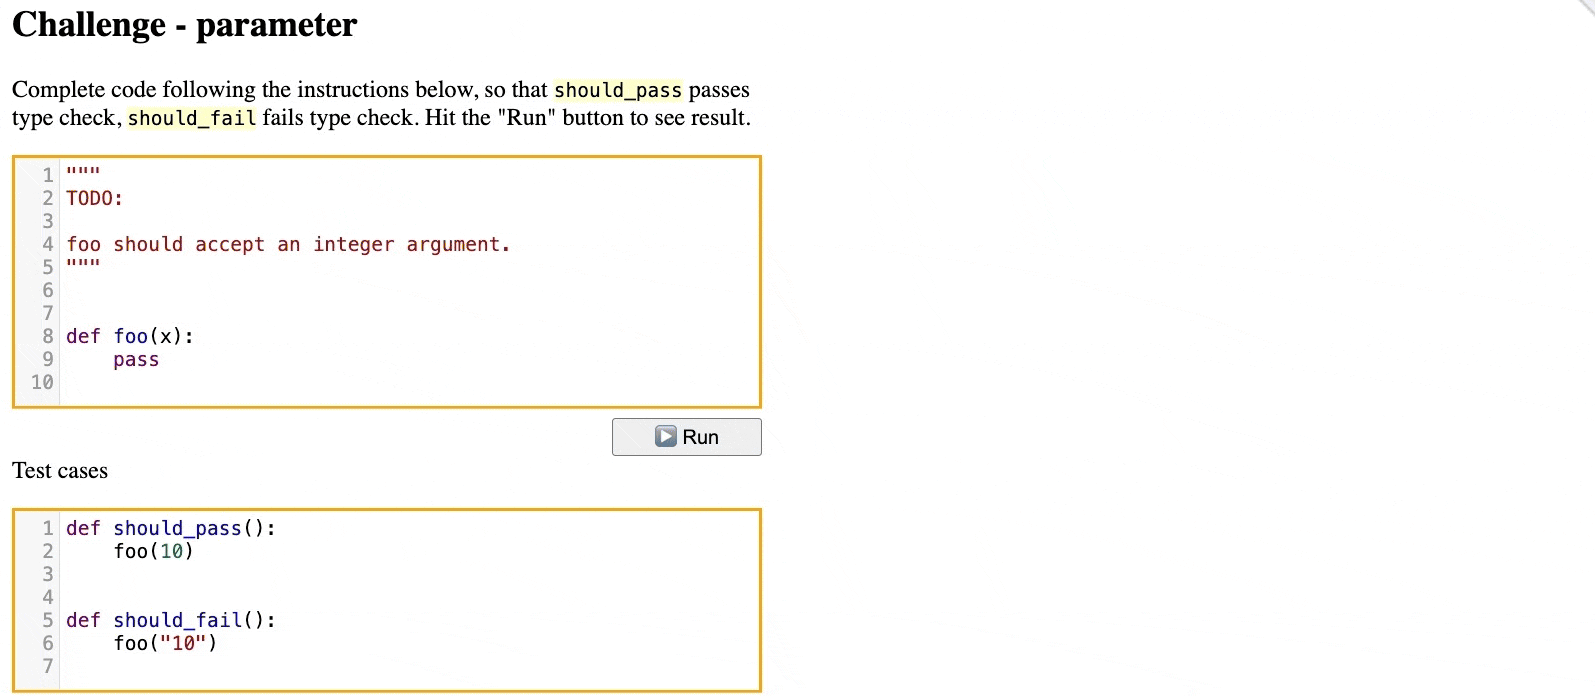 Challenge - parameter
Complete code following the instructions below, so that should_pass passes
type check, should_fail fails type check. Hit the "Run" button to see result.
1 """
2 TODO:
3
4 foo should accept an integer argument.
5 """
6
7
8 def foo(x):
9     pass
10
Run
Test cases
1 def should_pass():
2     foo(10)
3
4
5 def should_fail():
6     foo("10")
7